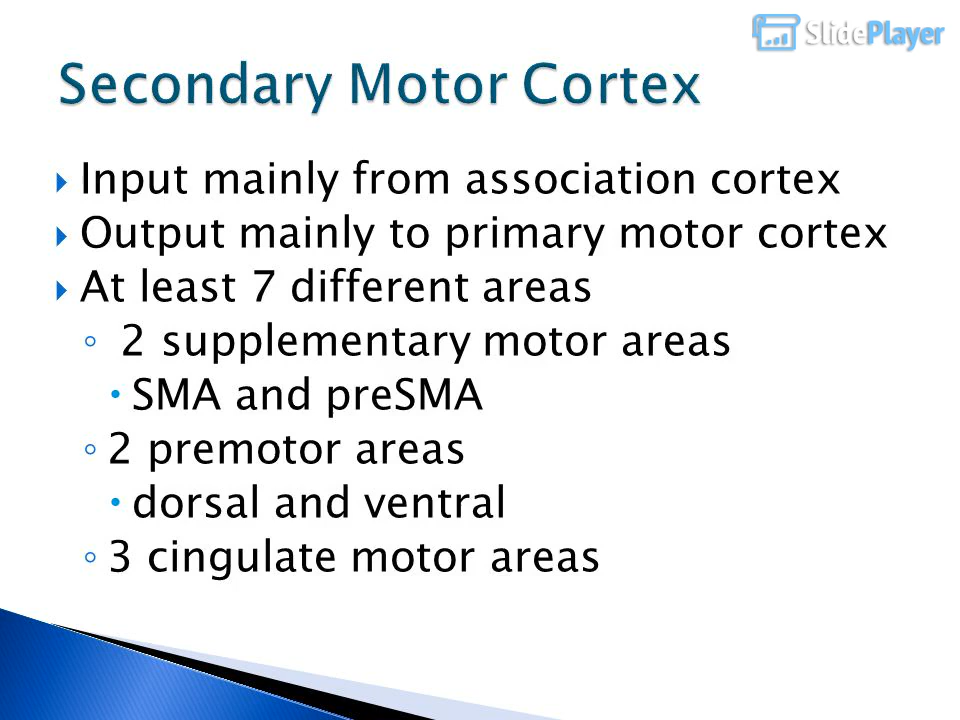 SlidePlayer
Secondary Motor Cortex
Input mainly from association cortex
Output mainly to primary motor cortex
At least 7 different areas
2 supplementary motor areas
SMA and preSMA
2 premotor areas
dorsal and ventral
3 cingulate motor areas